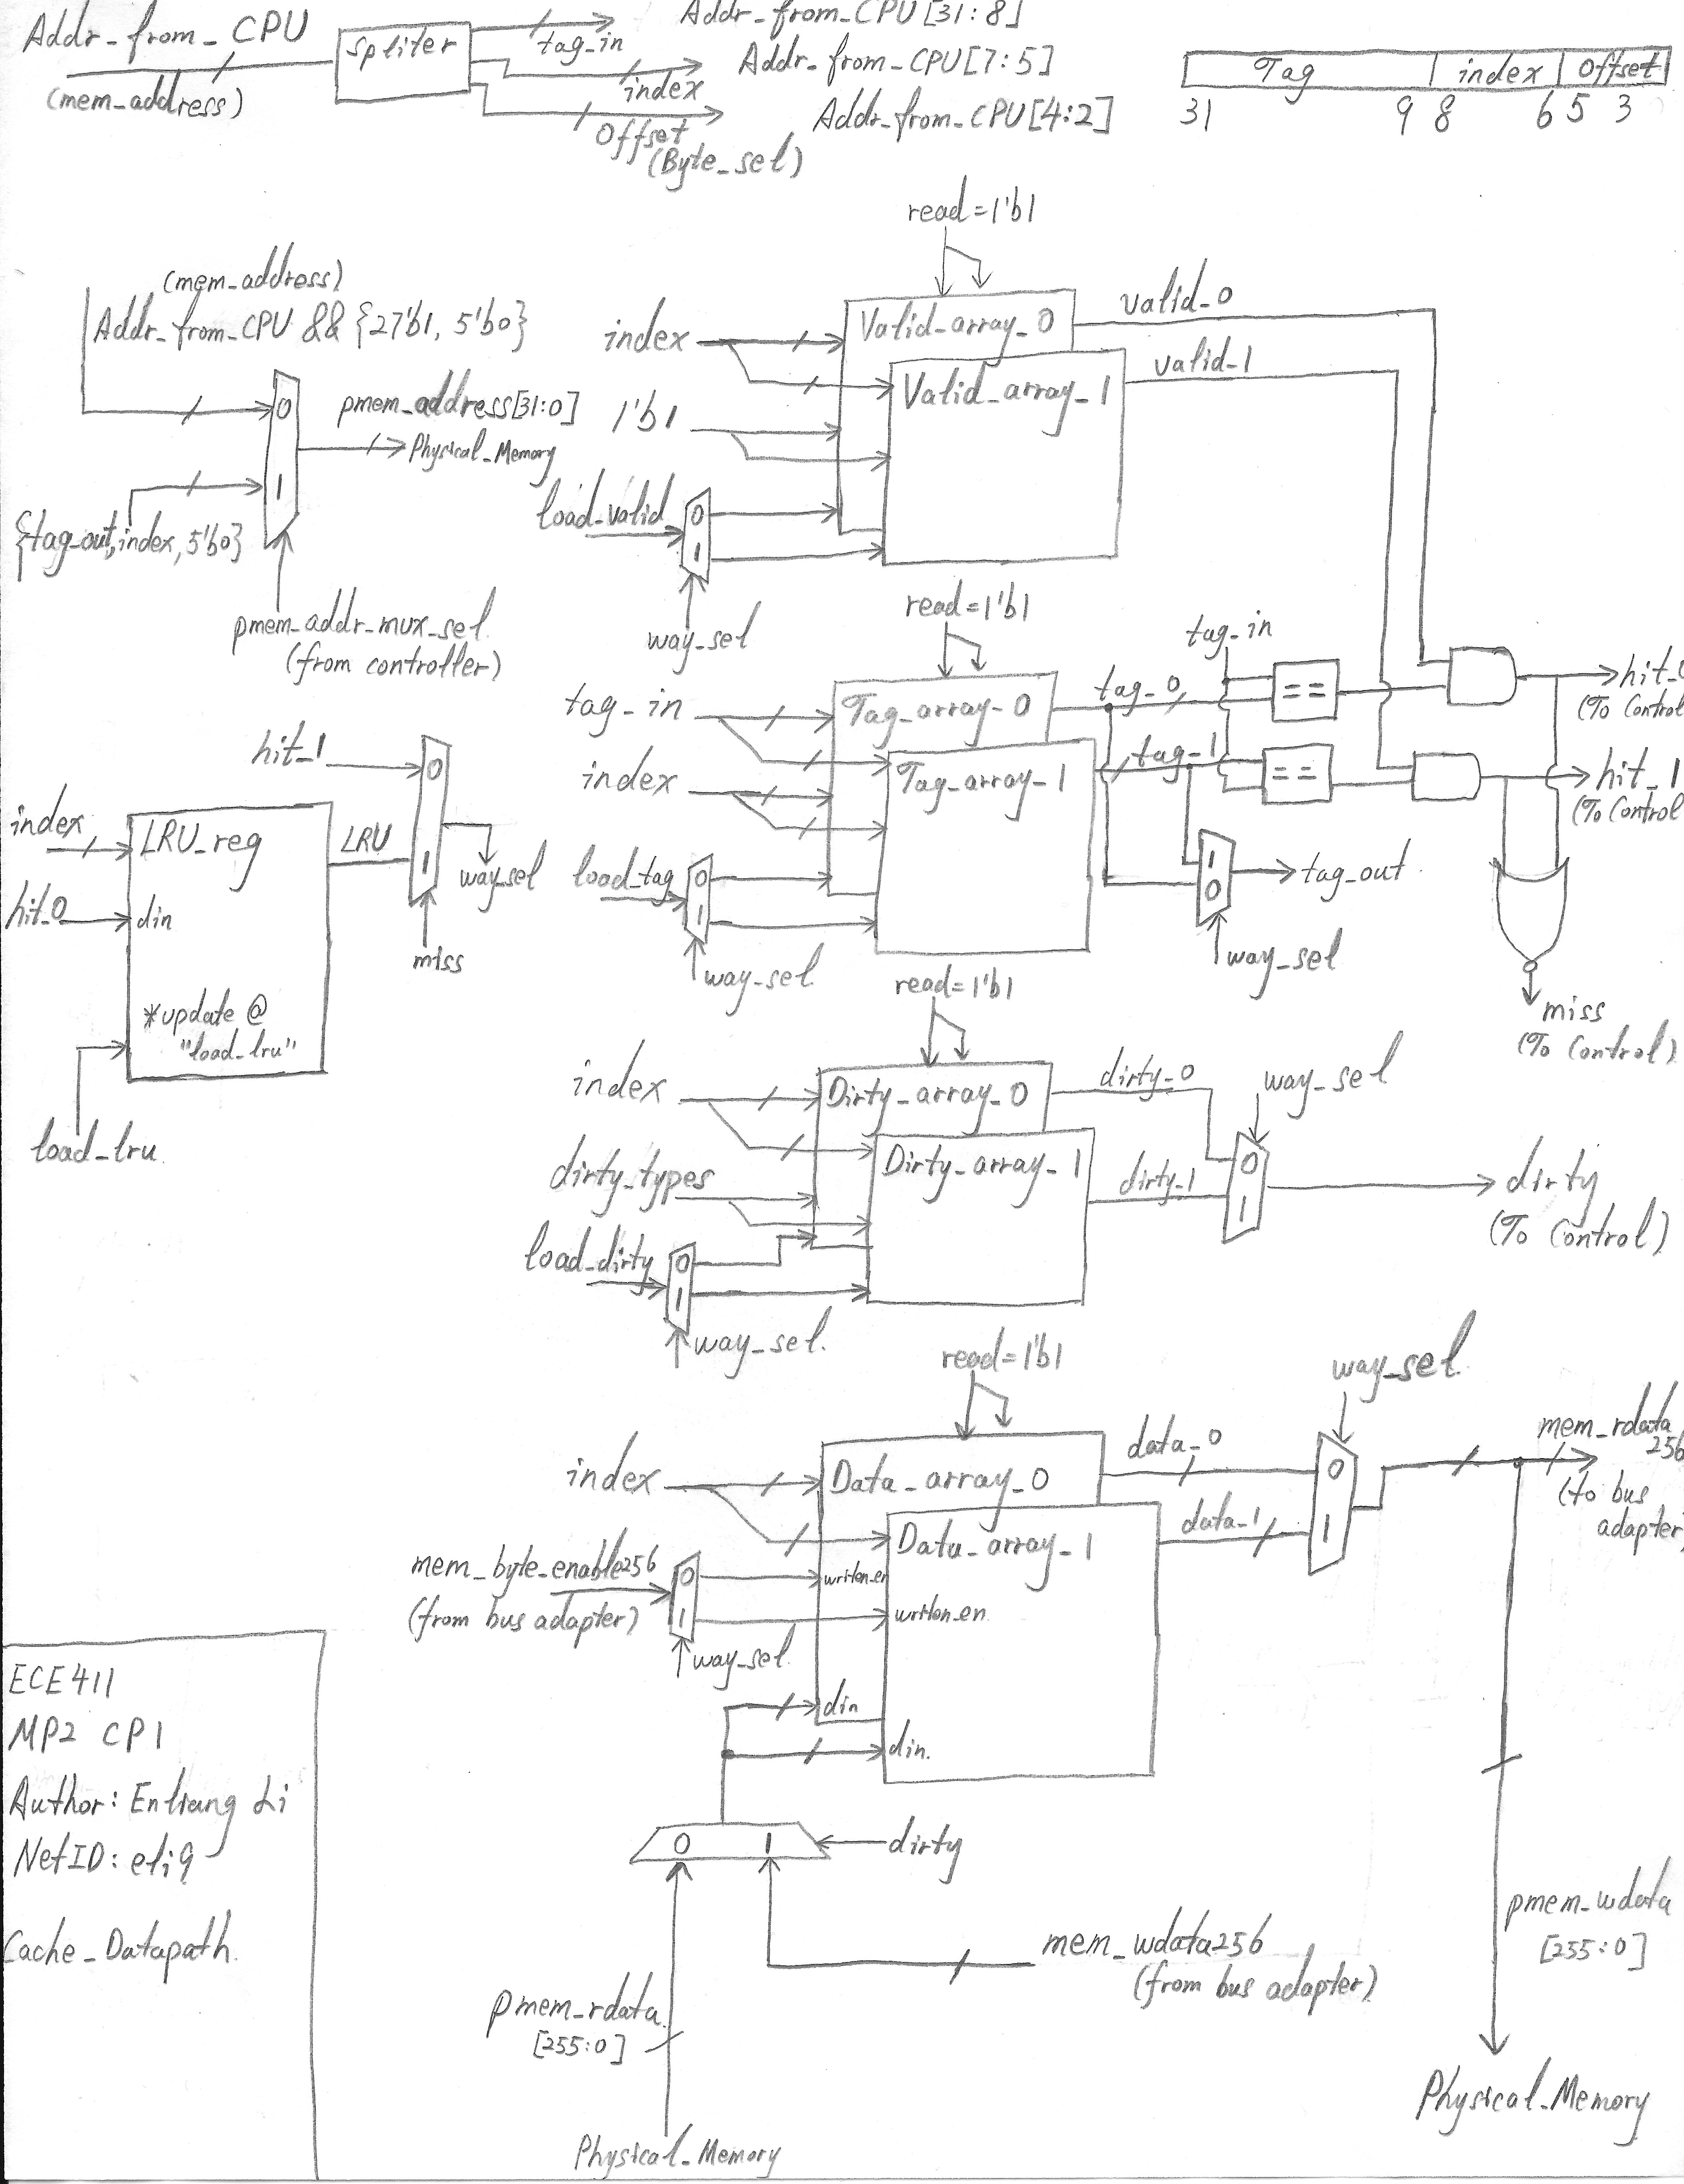 Addr_from_CPU
(mem_address)
spliter
tag_in
index
Offset
(Byte_sel)
Addr_from_CPU[31:8]
Addr_from_CPU[7:5]
Addr_from_CPU[4:2]
Tag index Offset
31 9 8 6 5 3
(mem_address)
Addr_from_CPU && {27'b1, 5'b0}
0
1
pmem_address[31:0]
Physical_Memory
{tag_out,index,5'b0}
pmem_addr_mux_sel
(from controller)
read=1'b1
index
1'b1
load_valid
0
1
way_sel
Valid_array_0
Valid_array_1
valid_0
valid_1
read=1'b1
tag_in
index
load_tag
0
1
way_sel
Tag_array_0
Tag_array_1
tag_0
tag_1
tag_in
==
==
hit_0
(To Control
hit_1
(To Control
1
0
tag_out
way_sel
miss
(To Control)
hit_1
0
1
LRU
way_sel
miss
index
LRU_reg
hit_0
din
*update @
"load_lru"
load_lru
read=1'b1
index
dirty_types
load_dirty
0
1
way_sel
Dirty_array_0
Dirty_array_1
dirty_0
dirty_1
way_sel
0
1
dirty
(To Control)
read=1'b1
index
mem_byte_enable256
(from bus adapter)
0
1
way_sel
Data_array_0
Data_array_1
din
din
data_0
data_1
way_sel
0
1
mem_rdata
256
(to bus
adapter)
0 1
dirty
pmem_rdata
[255:0]
Physical_Memory
mem_wdata256
(from bus adapter)
pmem_wdata
[255:0]
Physical_Memory
ECE411
MP2 CP1
Author: Enliang Li
NetID: eli9
Cache_Datapath